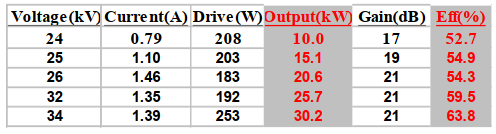 Voltage(kV) Current(A) Drive(W) Output(kW) Gain(dB) Eff(%)
24 0.79 208 10.0 17 52.7
25 1.10 203 15.1 19 54.9
26 1.46 183 20.6 21 54.3
32 1.35 192 25.7 21 59.5
34 1.39 253 30.2 21 63.8